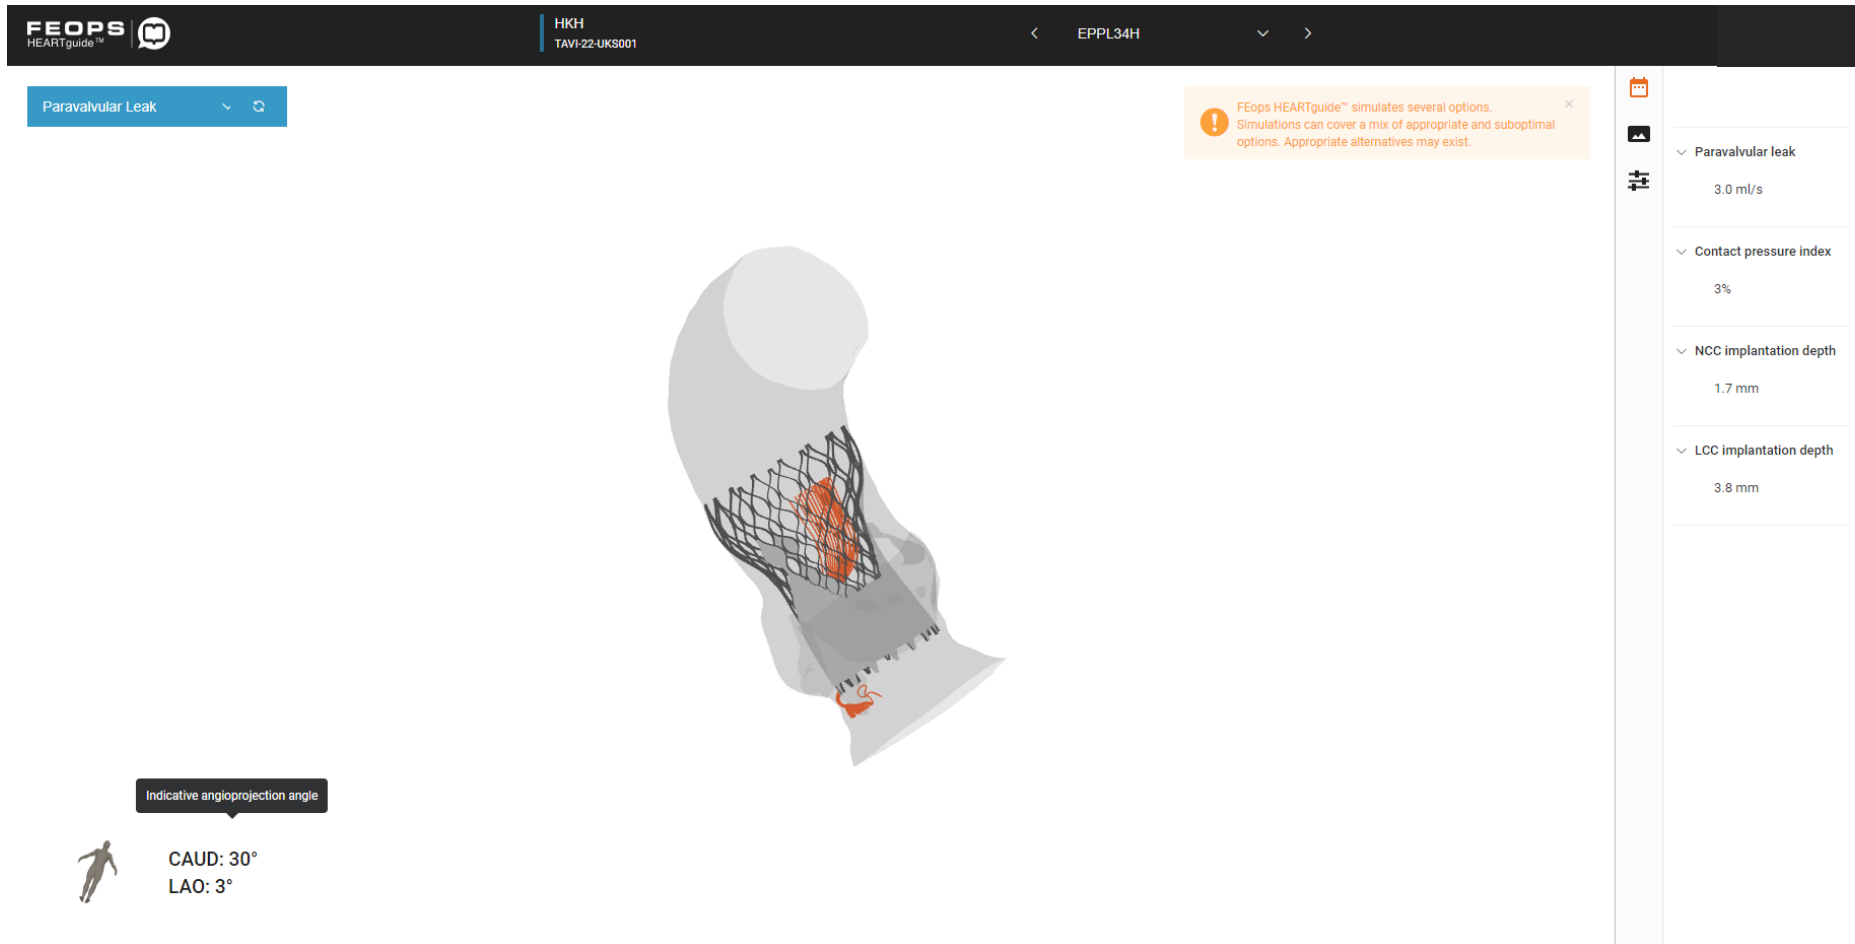 FEOPS
HEARTguide™
HKH
TAVI-22-UKS001
EPPL34H
Paravalvular Leak
FEops HEARTguide™ simulates several options.
Simulations can cover a mix of appropriate and suboptimal
options. Appropriate alternatives may exist.
Paravalvular leak
3.0 ml/s
Contact pressure index
3%
NCC implantation depth
1.7 mm
LCC implantation depth
3.8 mm
Indicative angioprojection angle
CAUD: 30°
LAO: 3°